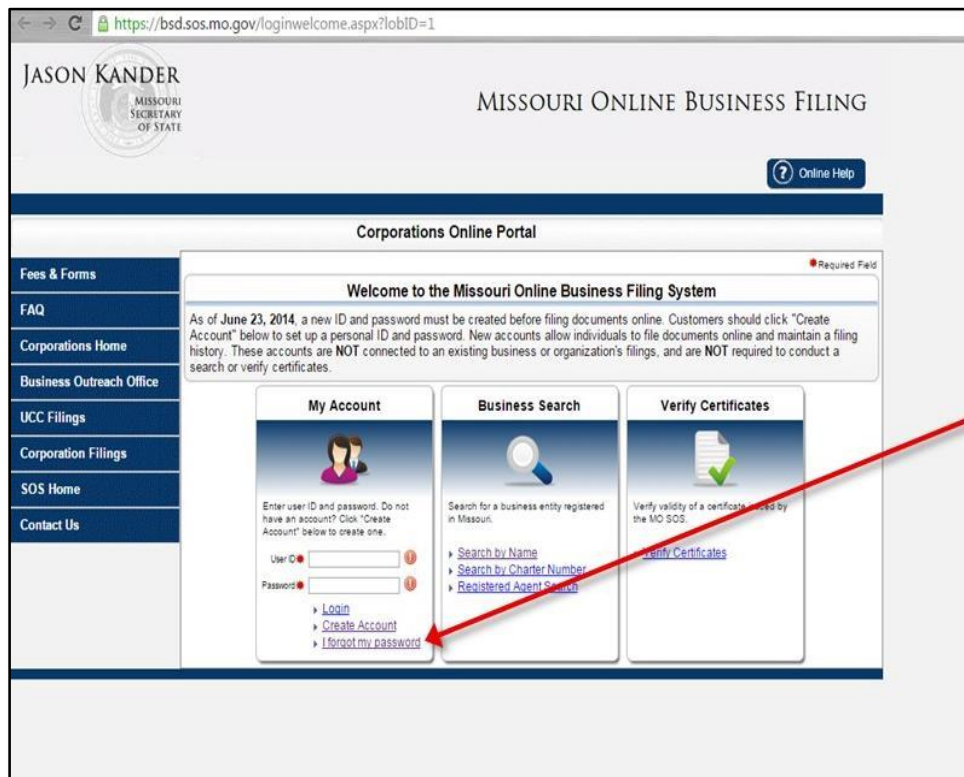 https://bsd.sos.mo.gov/loginwelcome.aspx?lobID=1
JASON KANDER
MISSOURI
SECRETARY
OF STATE
MISSOURI ONLINE BUSINESS FILING
? Online Help
Corporations Online Portal
Fees & Forms
FAQ
Corporations Home
Business Outreach Office
UCC Filings
Corporation Filings
SOS Home
Contact Us
Required Field
Welcome to the Missouri Online Business Filing System
As of June 23, 2014, a new ID and password must be created before filing documents online. Customers should click "Create
Account" below to set up a personal ID and password. New accounts allow individuals to file documents online and maintain a filing
history. These accounts are NOT connected to an existing business or organization's filings, and are NOT required to conduct a
search or verify certificates.
My Account
Enter user ID and password. Do not
have an account? Click "Create
Account" below to create one.
User ID
Password
Login
Create Account
I forgot my password
Business Search
Search for a business entity registered
in Missouri.
Search by Name
Search by Charter Number
Registered Agent Search
Verify Certificates
Verify validity of a certificate issued by
the MO SOS.
Verify Certificates